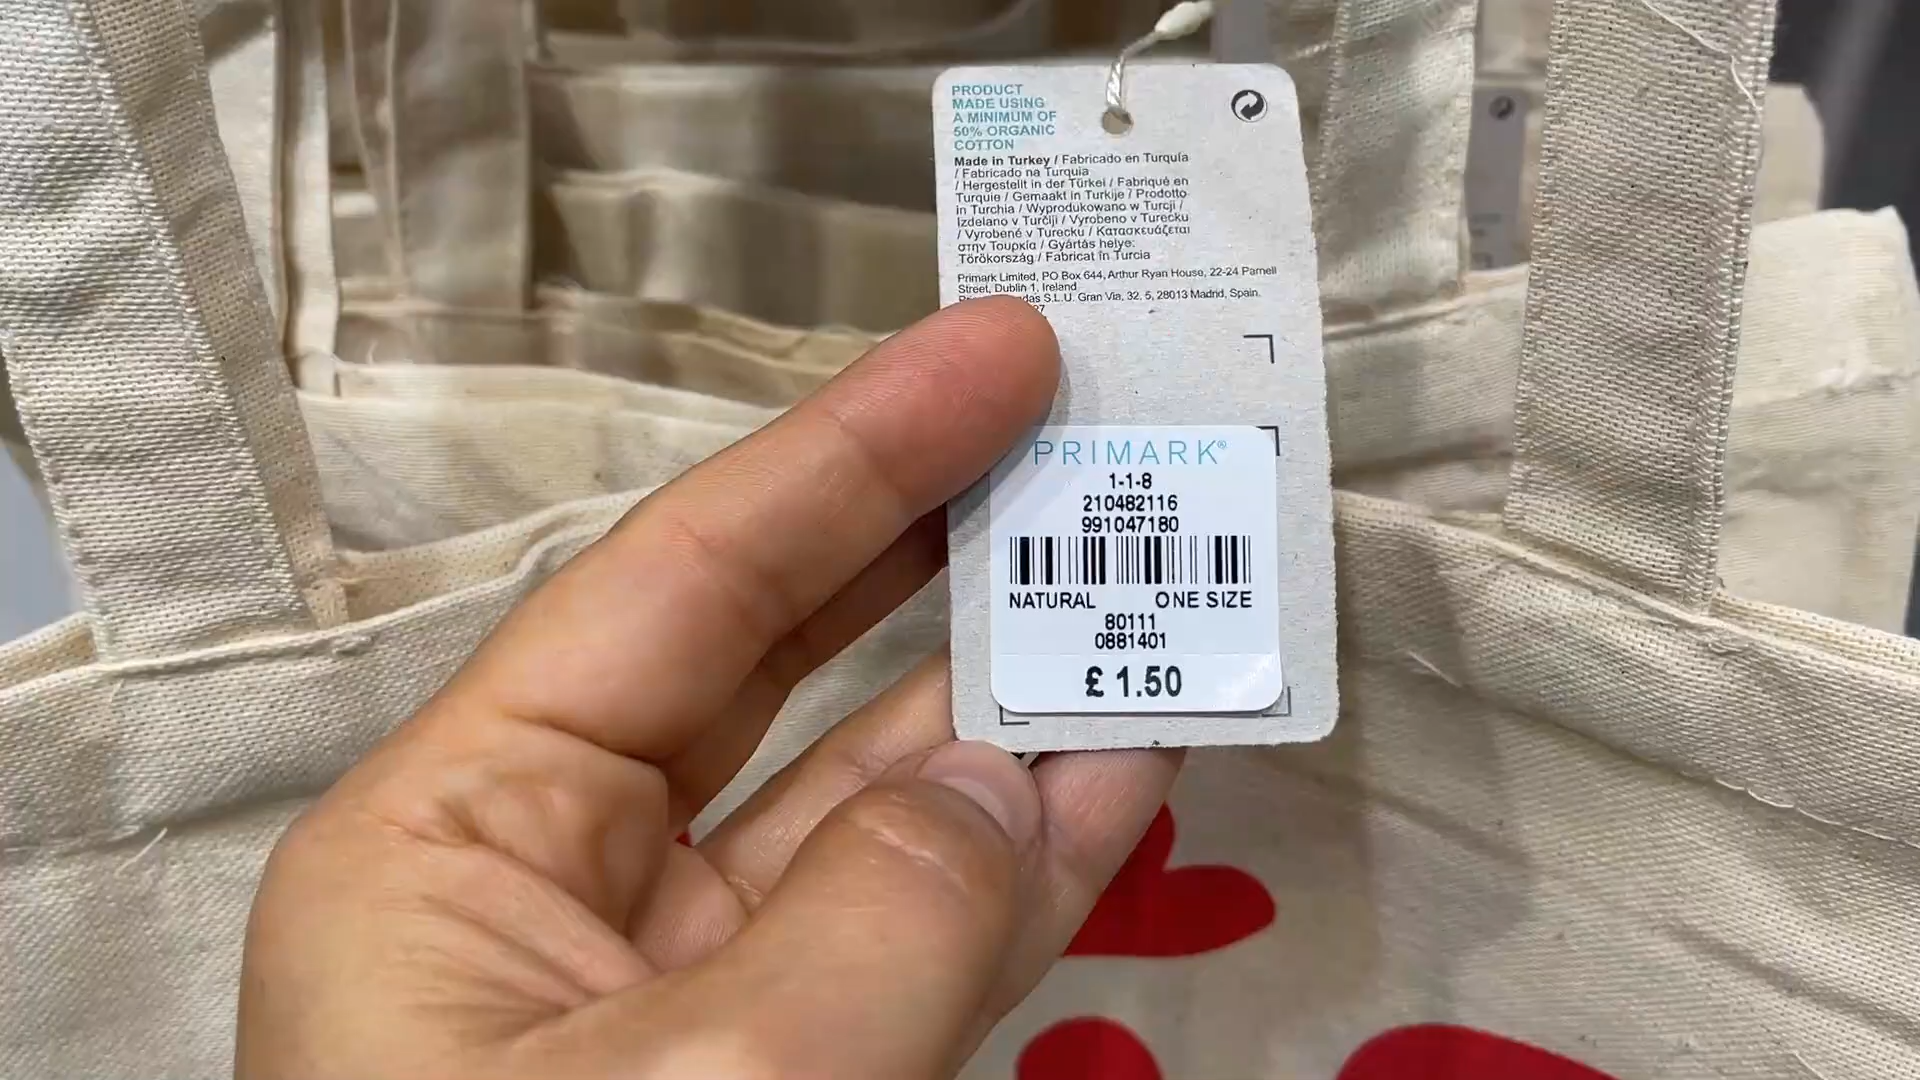 PRODUCT
MADE USING
A MINIMUM OF
50% ORGANIC
COTTON
Made in Turkey / Fabricado en Turquía
/ Fabricado na Turquia
/ Hergestellt in der Türkei / Fabriqué en
Turquie / Gemaakt in Turkije / Prodotto
in Turchia / Wyprodukowano w Turcji /
Izdelano v Turčiji / Vyrobeno v Turecku
/ Vyrobené v Turecku / Κατασκευάζεται
στην Τουρκία / Gyártás helye:
Törökország / Fabricat în Turcia
Primark Limited, PO Box 644, Arthur Ryan House, 22-24 Parnell
Street, Dublin 1, Ireland
S.L.U. Gran Via, 32, 5, 28013 Madrid, Spain.
PRIMARK®
1-1-8
210482116
991047180
NATURAL ONE SIZE
80111
0881401
£ 1.50